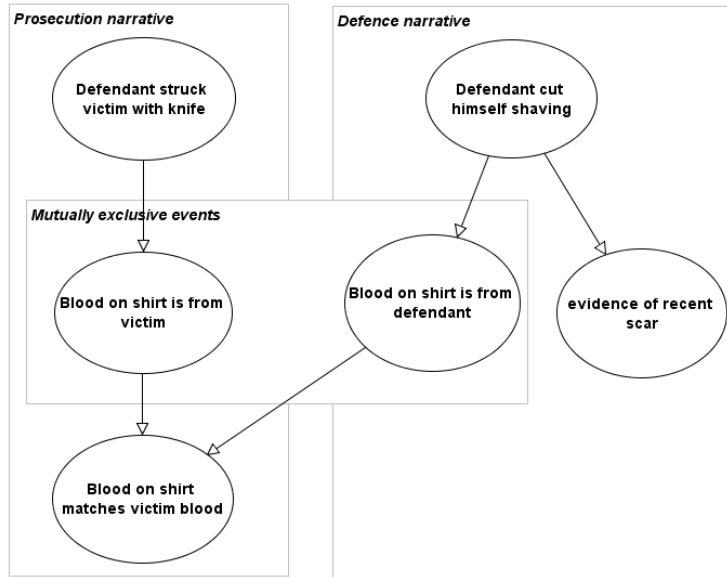 Prosecution narrative
Defence narrative
Defendant struck
victim with knife
Defendant cut
himself shaving
Mutually exclusive events
Blood on shirt is from
victim
Blood on shirt is from
defendant
evidence of recent
scar
Blood on shirt
matches victim blood